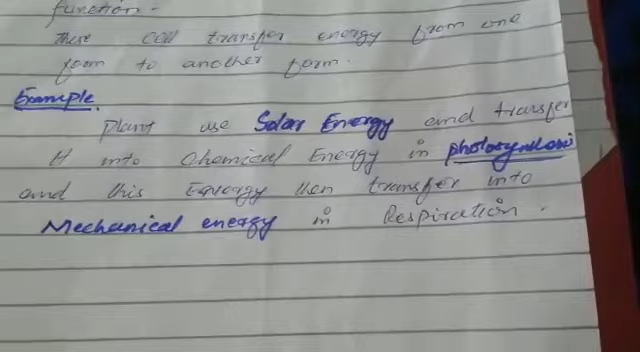 function.
There cell transfer energy from one
form to another form.
Example.
Plant use Solar Energy and transfer
it into Chemical Energy in photosynthesis
and this Energy then transfer into
Mechanical energy in Respiration.